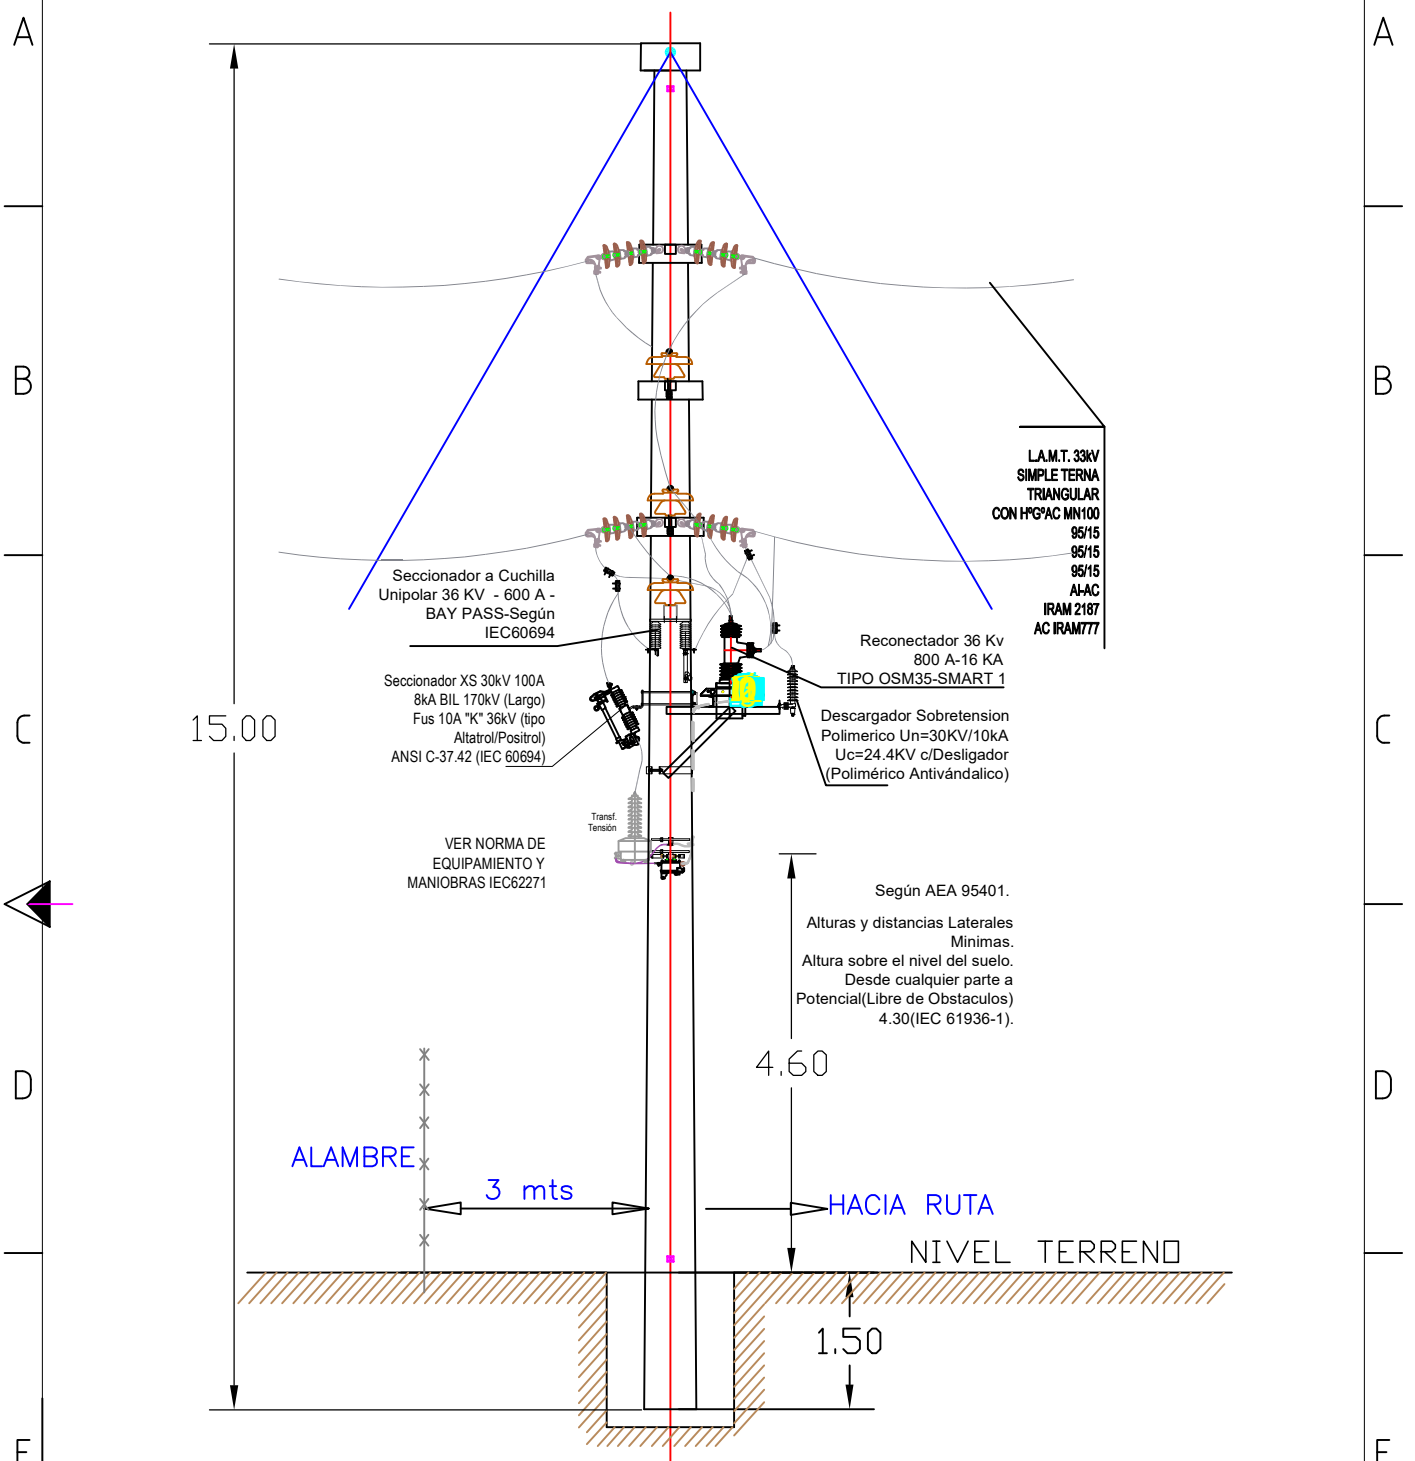 A
A
B
B
L.A.M.T. 33kV
SIMPLE TERNA
TRIANGULAR
CON HºGºAC MN100
95/15
95/15
95/15
Al-AC
IRAM 2187
AC IRAM777
Seccionador a Cuchilla
Unipolar 36 KV - 600 A -
BAY PASS-Según
IEC60694
Reconectador 36 Kv
800 A-16 KA
TIPO OSM35-SMART 1
Seccionador XS 30kV 100A
8kA BIL 170kV (Largo)
Fus 10A "K" 36kV (tipo
Altatrol/Positrol)
ANSI C-37.42 (IEC 60694)
Descargador Sobretension
Polimerico Un=30KV/10kA
Uc=24.4KV c/Desligador
(Polimérico Antivándalico)
C
C
15.00
Transf.
Tensión
VER NORMA DE
EQUIPAMIENTO Y
MANIOBRAS IEC62271
Según AEA 95401.
Alturas y distancias Laterales
Minimas.
Altura sobre el nivel del suelo.
Desde cualquier parte a
Potencial(Libre de Obstaculos)
4.30(IEC 61936-1).
4.60
D
D
ALAMBRE
3 mts
HACIA RUTA
NIVEL TERRENO
1.50
E
E